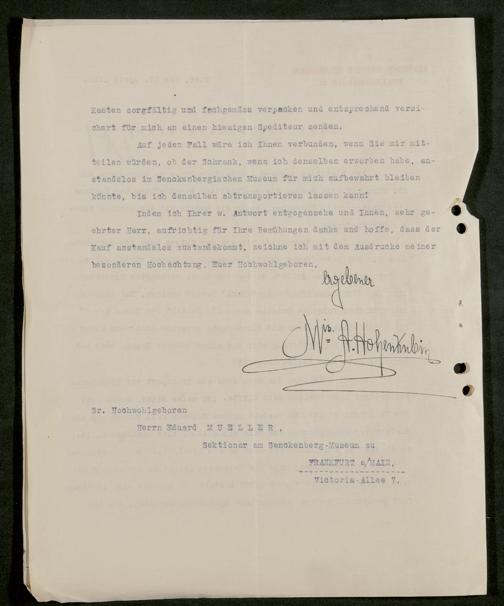 Kosten sorgfältig und fachgemäss verpacken und entsprechend versi-
chert für mich an einen hiesigen Spediteur senden.
Auf jeden Fall wäre ich Ihnen verbunden, wenn Sie mir mit-
teilen würden, ob der Schrank, wenn ich denselben erworben habe, an-
standslos im Senckenbergischen Museum für mich aufbewahrt bleiben
könnte, bis ich denselben abtransportieren lassen kann!
Indem ich Ihrer w. Antwort entgegensehe und Ihnen, sehr ge-
ehrter Herr, aufrichtig für Ihre Bemühungen danke und hoffe, dass der
Kauf anstandslos zustandekommt, zeichne ich mit dem Ausdrucke meiner
besonderen Hochachtung, Euer Hochwohlgeboren,
ergebener
A. Hohenkubin
Sr. Hochwohlgeboren
Herrn Eduard MUELLER,
Sektioner am Senckenberg-Museum zu
FRANKFURT a/MAIN.
Victoria-Allee 7.